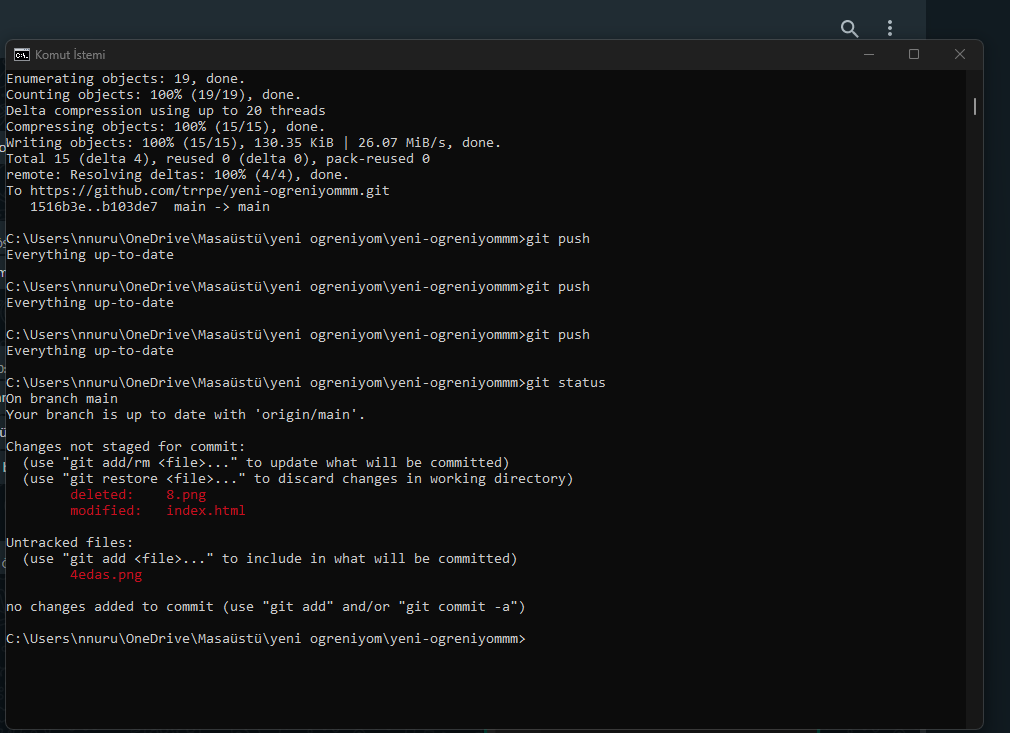 Komut İstemi
Enumerating objects: 19, done.
Counting objects: 100% (19/19), done.
Delta compression using up to 20 threads
Compressing objects: 100% (15/15), done.
Writing objects: 100% (15/15), 130.35 KiB | 26.07 MiB/s, done.
Total 15 (delta 4), reused 0 (delta 0), pack-reused 0
remote: Resolving deltas: 100% (4/4), done.
To https://github.com/trrpe/yeni-ogreniyommm.git
   1516b3e..b103de7  main -> main
C:\Users\nnuru\OneDrive\Masaüstü\yeni ogreniyom\yeni-ogreniyommm>git push
Everything up-to-date
C:\Users\nnuru\OneDrive\Masaüstü\yeni ogreniyom\yeni-ogreniyommm>git push
Everything up-to-date
C:\Users\nnuru\OneDrive\Masaüstü\yeni ogreniyom\yeni-ogreniyommm>git push
Everything up-to-date
C:\Users\nnuru\OneDrive\Masaüstü\yeni ogreniyom\yeni-ogreniyommm>git status
On branch main
Your branch is up to date with 'origin/main'.
Changes not staged for commit:
  (use "git add/rm <file>..." to update what will be committed)
  (use "git restore <file>..." to discard changes in working directory)
        deleted:    8.png
        modified:   index.html
Untracked files:
  (use "git add <file>..." to include in what will be committed)
        4edas.png
no changes added to commit (use "git add" and/or "git commit -a")
C:\Users\nnuru\OneDrive\Masaüstü\yeni ogreniyom\yeni-ogreniyommm>